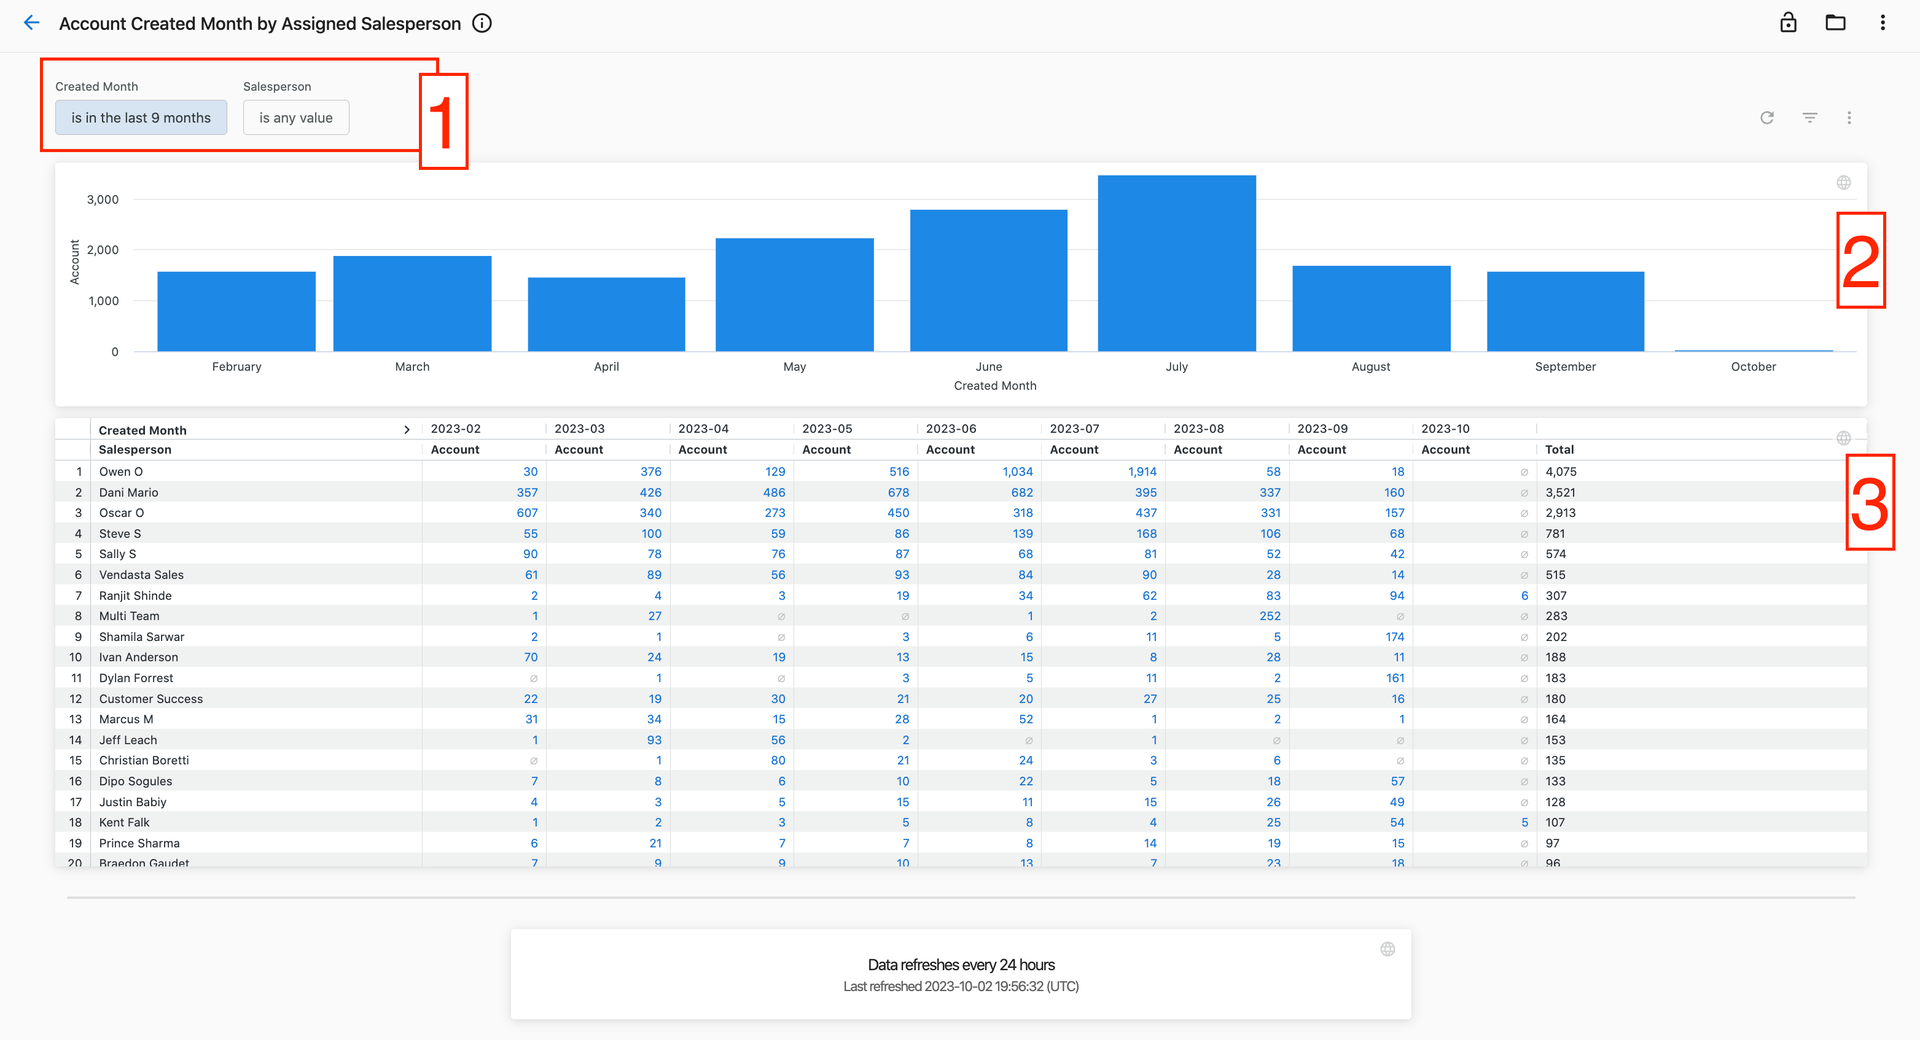 Account Created Month by Assigned Salesperson
Created Month Salesperson
is in the last 9 months is any value
1
3,000
2,000
1,000
0
Account
February March April May June July August September October
Created Month
2
Created Month 2023-02 2023-03 2023-04 2023-05 2023-06 2023-07 2023-08 2023-09 2023-10
Salesperson Account Account Account Account Account Account Account Account Account Total
1 Owen O 30 376 129 516 1,034 1,914 58 18 ∅ 4,075
2 Dani Mario 357 426 486 678 682 395 337 160 ∅ 3,521
3 Oscar O 607 340 273 450 318 437 331 157 ∅ 2,913
3
4 Steve S 55 100 59 86 139 168 106 68 ∅ 781
5 Sally S 90 78 76 87 68 81 52 42 ∅ 574
6 Vendasta Sales 61 89 56 93 84 90 28 14 ∅ 515
7 Ranjit Shinde 2 4 3 19 34 62 83 94 6 307
8 Multi Team 1 27 ∅ ∅ 1 2 252 ∅ ∅ 283
9 Shamila Sarwar 2 1 ∅ 3 6 11 5 174 ∅ 202
10 Ivan Anderson 70 24 19 13 15 8 28 11 ∅ 188
11 Dylan Forrest ∅ 1 ∅ 3 5 11 2 161 ∅ 183
12 Customer Success 22 19 30 21 20 27 25 16 ∅ 180
13 Marcus M 31 34 15 28 52 1 2 1 ∅ 164
14 Jeff Leach 1 93 56 2 ∅ 1 ∅ ∅ ∅ 153
15 Christian Boretti ∅ 1 80 21 24 3 6 ∅ ∅ 135
16 Dipo Sogules 7 8 6 10 22 5 18 57 ∅ 133
17 Justin Babiy 4 3 5 15 11 15 26 49 ∅ 128
18 Kent Falk 1 2 3 5 8 4 25 54 5 107
19 Prince Sharma 6 21 7 7 8 14 19 15 ∅ 97
20 Braedon Gaudet 7 9 9 10 13 7 23 18 ∅ 96
Data refreshes every 24 hours
Last refreshed 2023-10-02 19:56:32 (UTC)